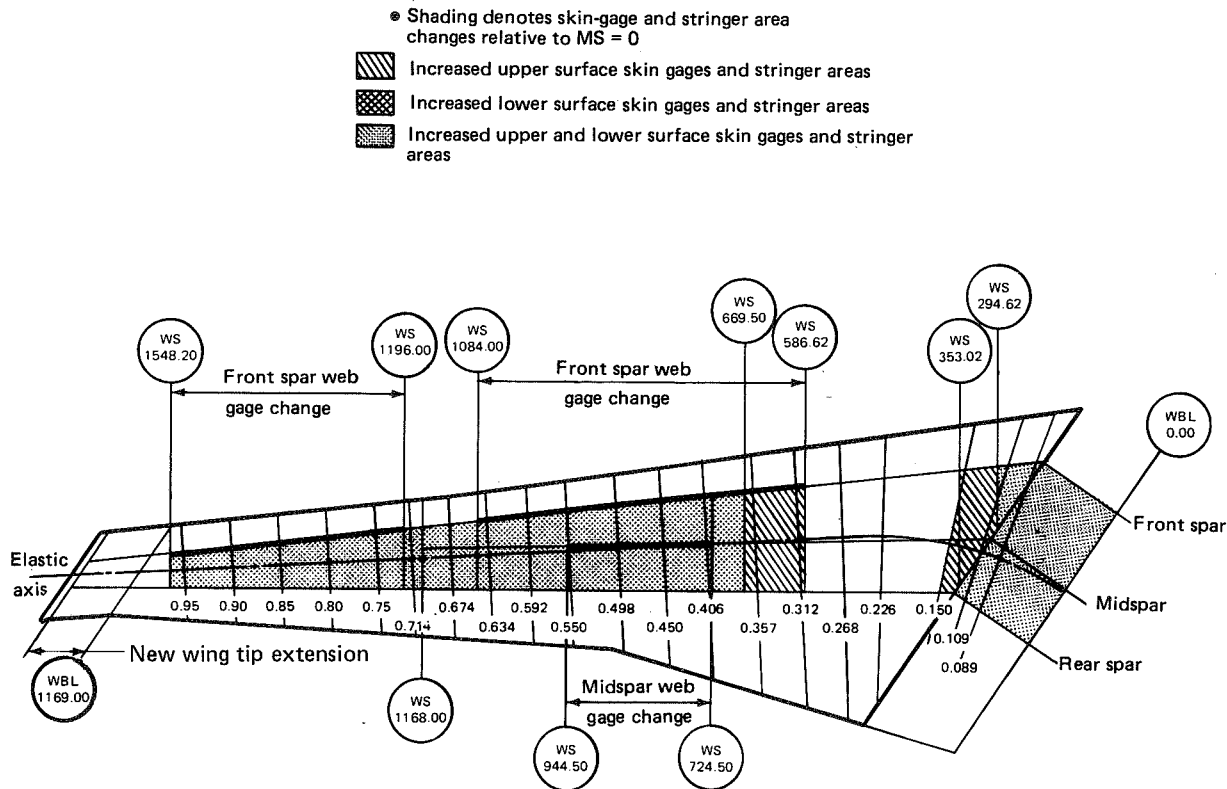 • Shading denotes skin-gage and stringer area
changes relative to MS = 0
Increased upper surface skin gages and stringer areas
Increased lower surface skin gages and stringer areas
Increased upper and lower surface skin gages and stringer
areas
WS
294.62
WS
669.50
WS
586.62
WS
1548.20
WS
1196.00
WS
1084.00
WS
353.02
Front spar web
gage change
Front spar web
gage change
WBL
0.00
Front spar
Elastic
axis
Midspar
0.95 0.90 0.85 0.80 0.75 0.674 0.592 0.498 0.406 0.312 0.226 0.150
0.714 0.634 0.550 0.450 0.357 0.268 0.109
0.089
Rear spar
New wing tip extension
WBL
1169.00
WS
1168.00
Midspar web
gage change
WS
944.50
WS
724.50